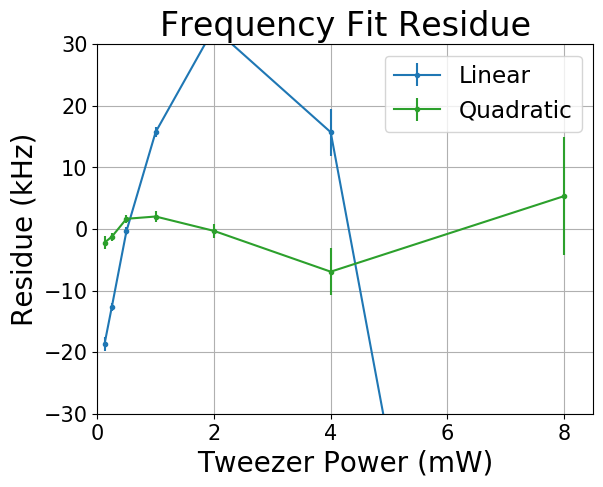 Frequency Fit Residue
Linear
Quadratic
Residue (kHz)
30
20
10
0
−10
−20
−30
0 2 4 6 8
Tweezer Power (mW)